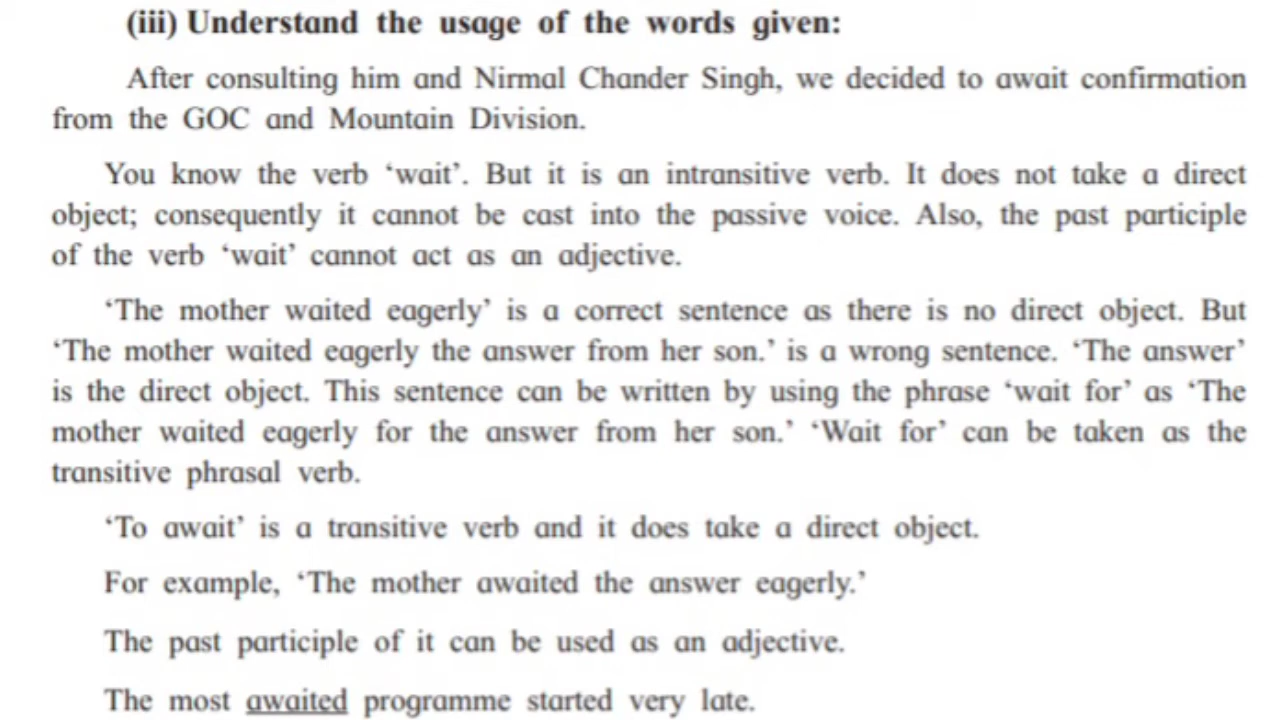 (iii) Understand the usage of the words given:
After consulting him and Nirmal Chander Singh, we decided to await confirmation
from the GOC and Mountain Division.
You know the verb ‘wait’. But it is an intransitive verb. It does not take a direct
object; consequently it cannot be cast into the passive voice. Also, the past participle
of the verb ‘wait’ cannot act as an adjective.
‘The mother waited eagerly’ is a correct sentence as there is no direct object. But
‘The mother waited eagerly the answer from her son.’ is a wrong sentence. ‘The answer’
is the direct object. This sentence can be written by using the phrase ‘wait for’ as ‘The
mother waited eagerly for the answer from her son.’ ‘Wait for’ can be taken as the
transitive phrasal verb.
‘To await’ is a transitive verb and it does take a direct object.
For example, ‘The mother awaited the answer eagerly.’
The past participle of it can be used as an adjective.
The most awaited programme started very late.